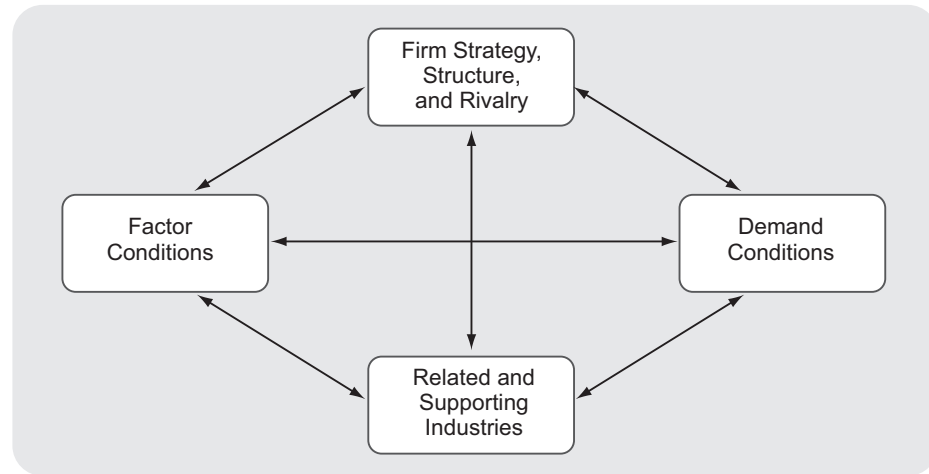 Firm Strategy,
Structure,
and Rivalry
Factor
Conditions
Demand
Conditions
Related and
Supporting
Industries